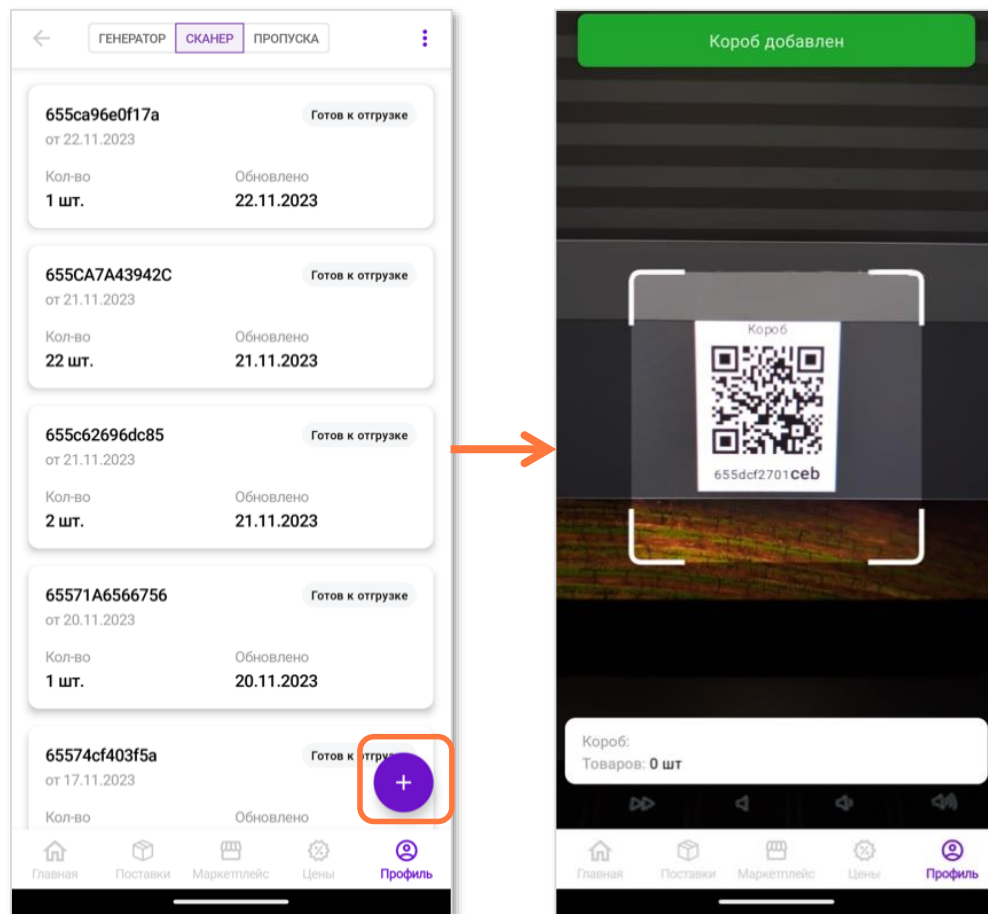 ГЕНЕРАТОР СКАНЕР ПРОПУСКА
655ca96e0f17a Готов к отгрузке
от 22.11.2023
Кол-во Обновлено
1 шт. 22.11.2023
655CA7A43942C Готов к отгрузке
от 21.11.2023
Кол-во Обновлено
22 шт. 21.11.2023
655c62696dc85 Готов к отгрузке
от 21.11.2023
Кол-во Обновлено
2 шт. 21.11.2023
65571A6566756 Готов к отгрузке
от 20.11.2023
Кол-во Обновлено
1 шт. 20.11.2023
65574cf403f5a Готов к отгруз
от 17.11.2023
+
Кол-во Обновлено
Главная Поставки Маркетплейс Цены Профиль
Короб добавлен
Короб
655dcf2701ceb
Короб:
Товаров: 0 шт
Главная Поставки Маркетплейс Цены Профиль